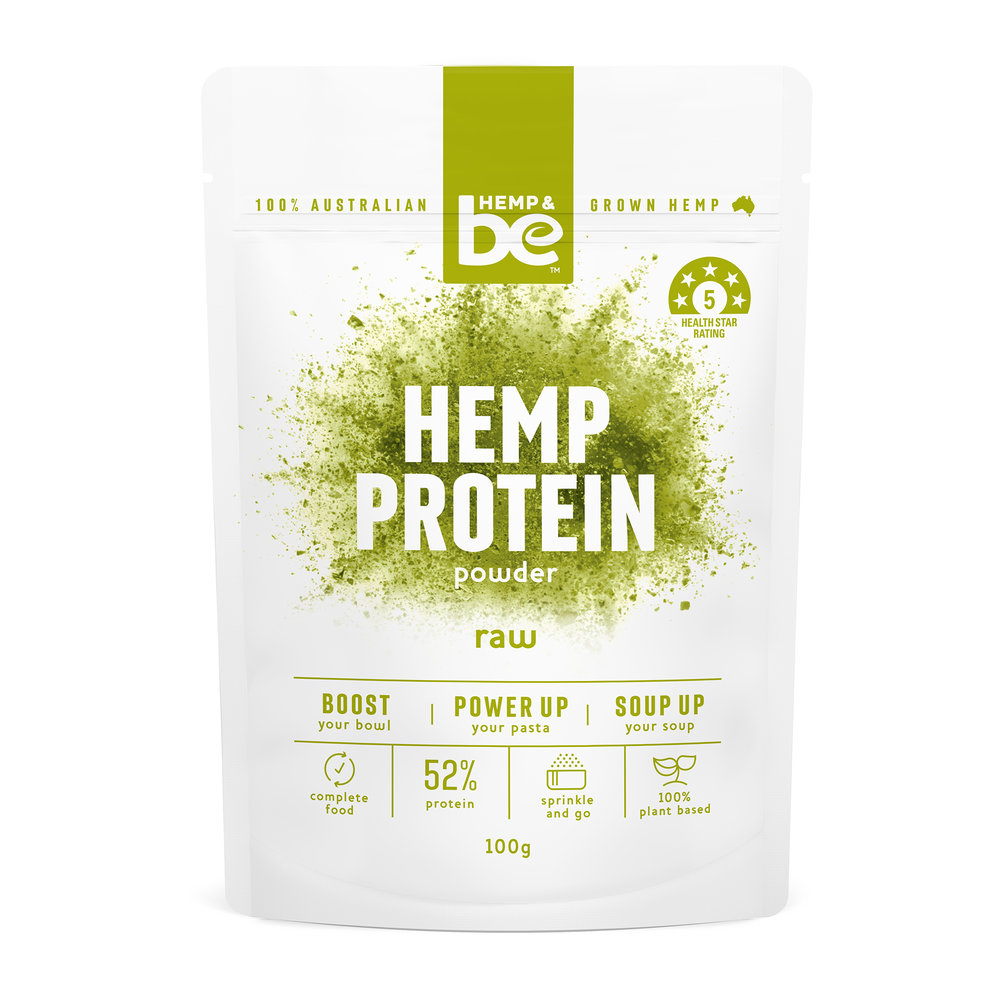 100% AUSTRALIAN
HEMP &
be
TM
GROWN HEMP
5
HEALTH STAR
RATING
HEMP
PROTEIN
powder
raw
BOOST
your bowl
|
POWER UP
your pasta
|
SOUP UP
your soup
complete
food
52%
protein
sprinkle
and go
100%
plant based
100g